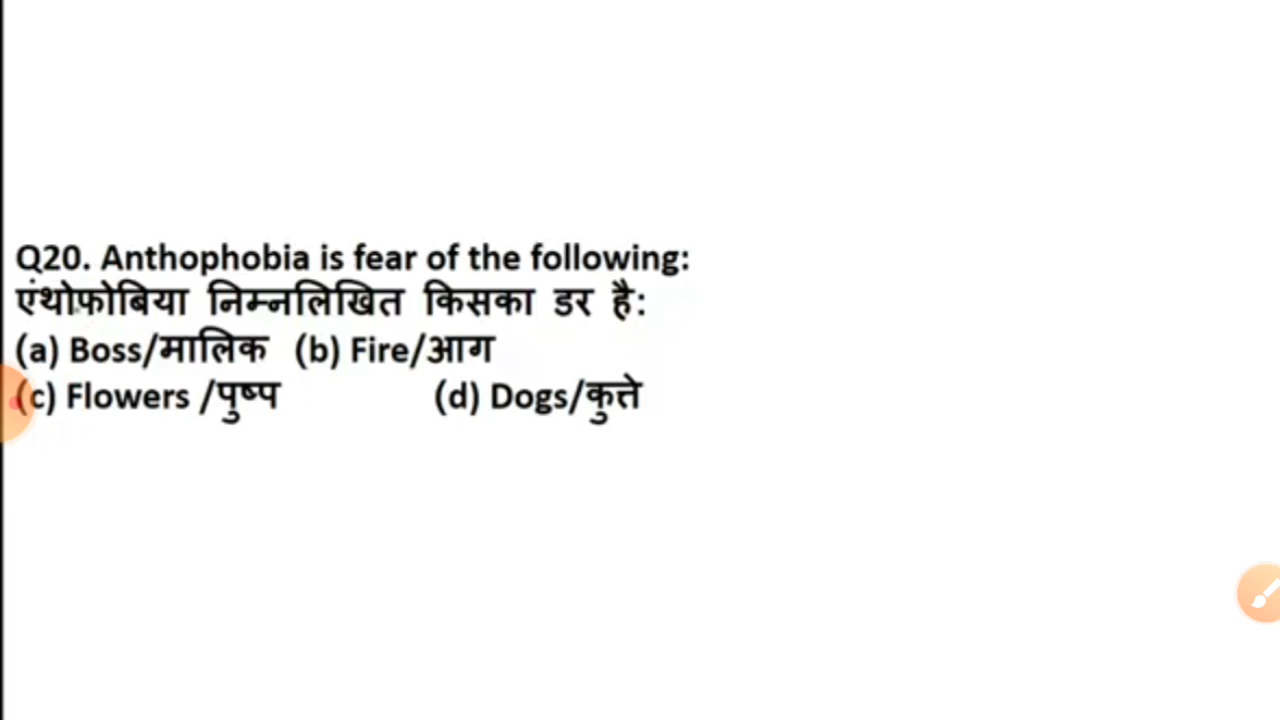 Q20. Anthophobia is fear of the following:
एंथोफोबिया निम्नलिखित किसका डर है:
(a) Boss/मालिक (b) Fire/आग
(c) Flowers /पुष्प (d) Dogs/कुत्ते